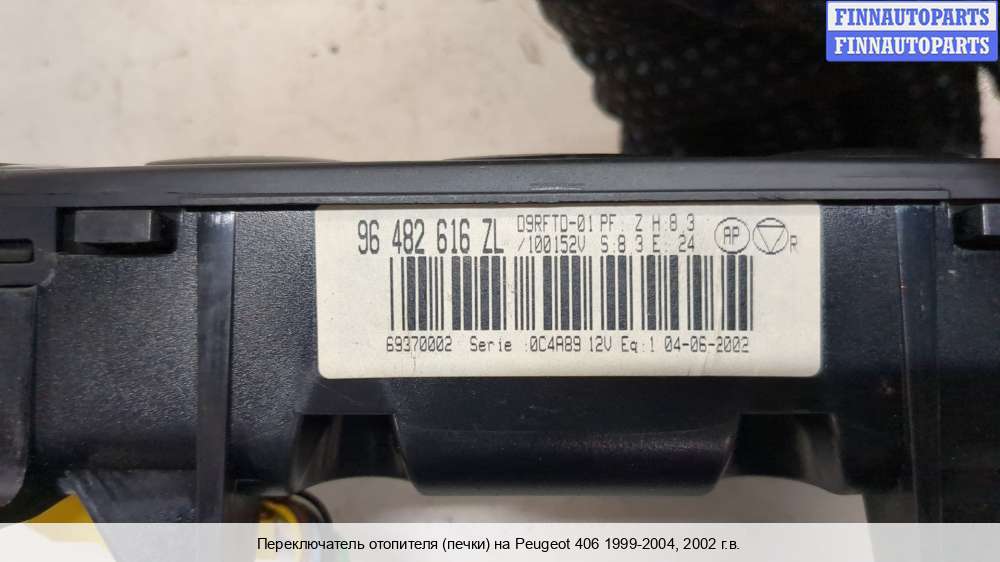 FINNAUTOPARTS
FINNAUTOPARTS
96 482 616 ZL
09RFTD-01 PF: Z H:8.3
/100152V S:8 3 E: 24
AP
R
69370002 Serie :0C4A89 12V Eq:1 04-06-2002
Переключатель отопителя (печки) на Peugeot 406 1999-2004, 2002 г.в.